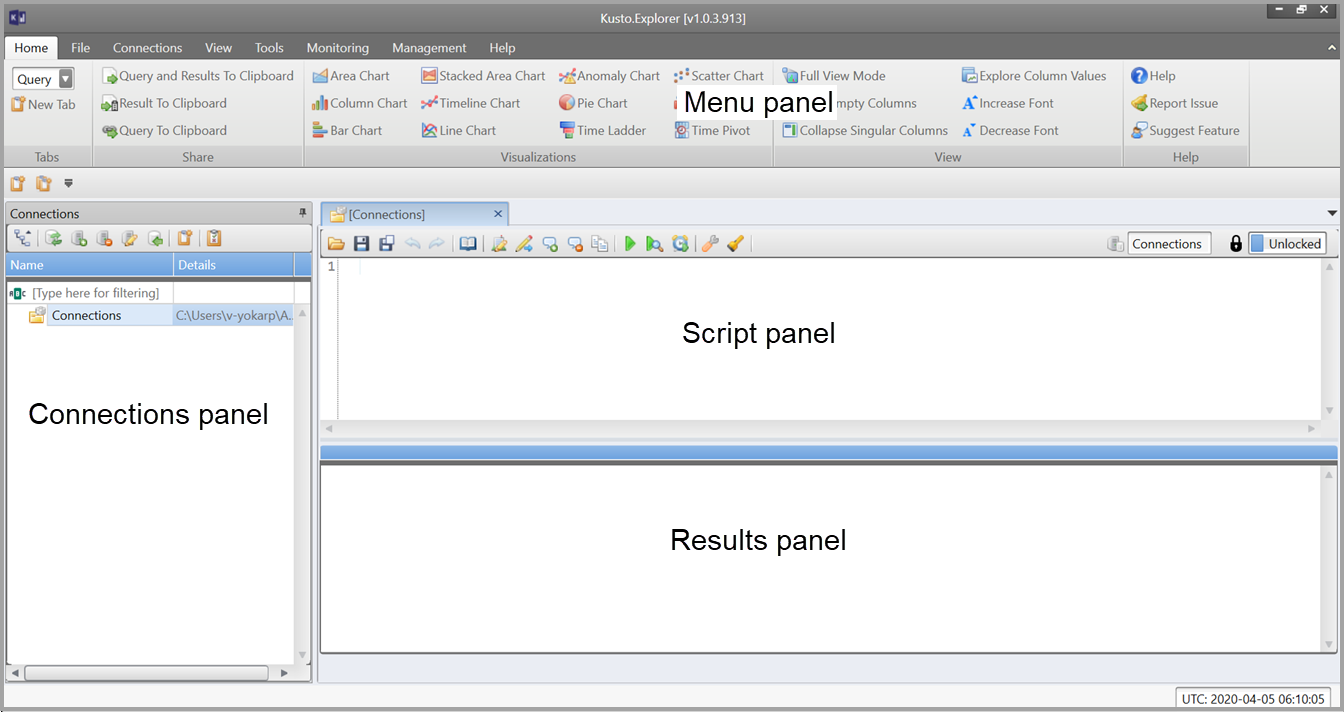 Kusto.Explorer [v1.0.3.913]
Home File Connections View Tools Monitoring Management Help
Query Query and Results To Clipboard Area Chart Stacked Area Chart Anomaly Chart Scatter Chart Full View Mode Explore Column Values Help
New Tab Result To Clipboard Column Chart Timeline Chart Pie Chart Menu panel Columns Increase Font Report Issue
Query To Clipboard Bar Chart Line Chart Time Ladder Time Pivot Collapse Singular Columns Decrease Font Suggest Feature
Tabs Share Visualizations View Help
Connections [Connections]
Connections Unlocked
Name Details
1
[Type here for filtering]
Connections C:\Users\v-yokarp\A...
Script panel
Connections panel
Results panel
UTC: 2020-04-05 06:10:05